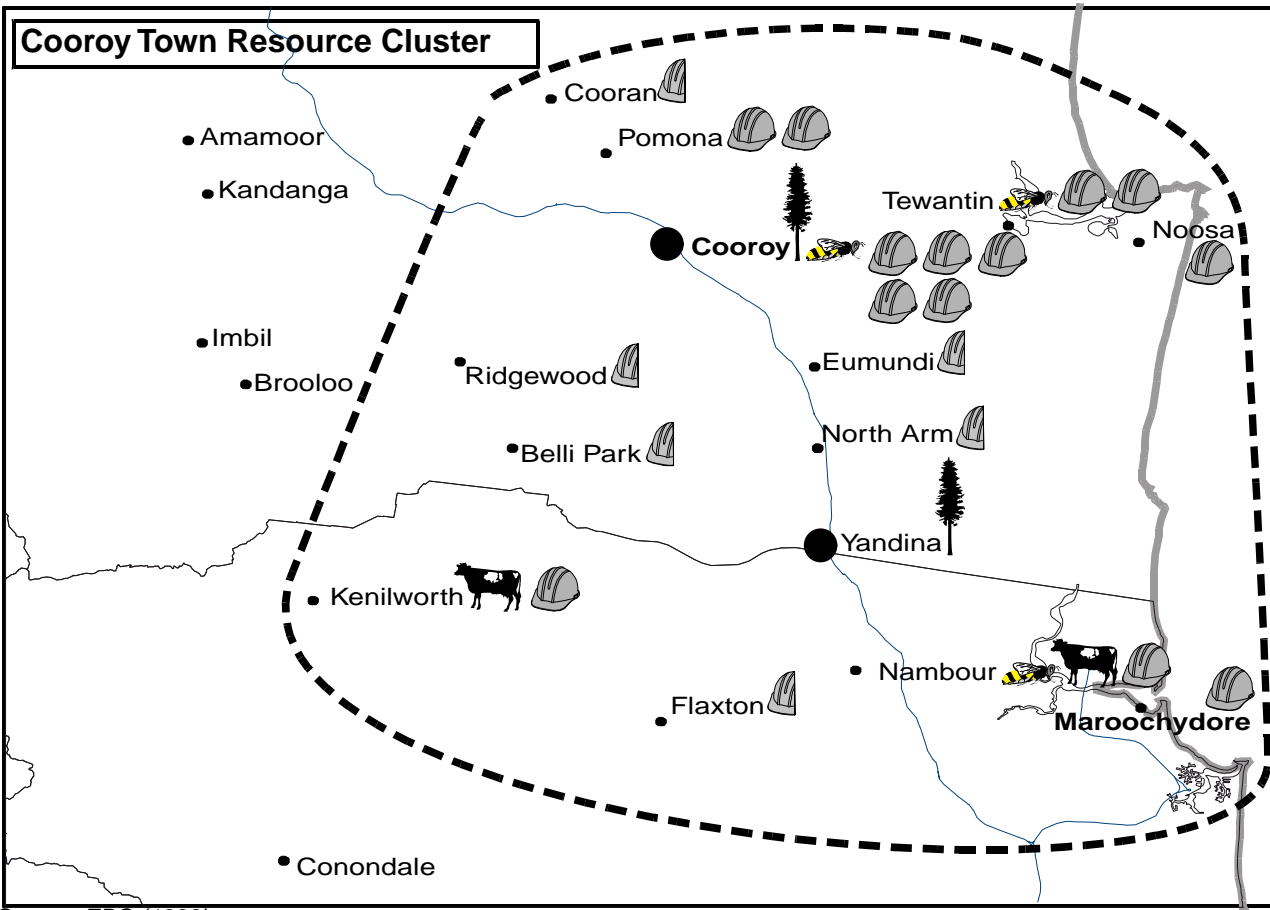 Cooroy Town Resource Cluster
Cooran
Amamoor
Pomona
Kandanga
Tewantin
Noosa
Cooroy
Imbil
Eumundi
Ridgewood
Brooloo
North Arm
Belli Park
Yandina
Kenilworth
Nambour
Flaxton
Maroochydore
Conondale